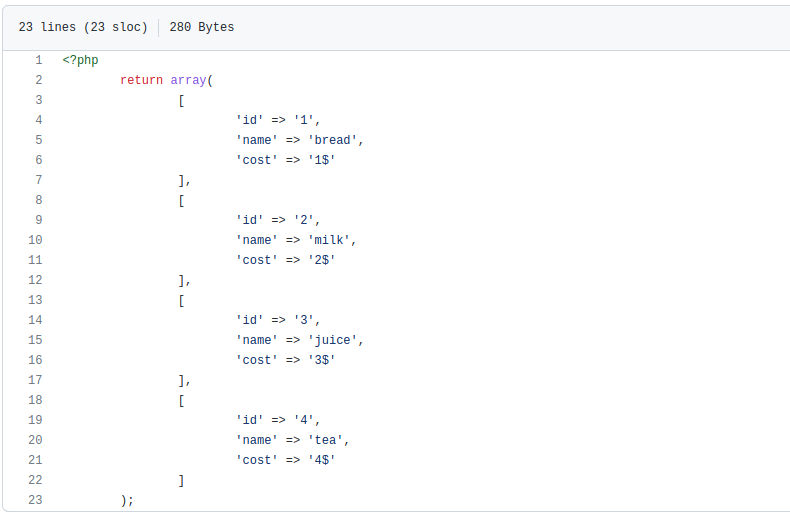 23 lines (23 sloc) 280 Bytes
1 <?php
2 return array(
3 [
4 'id' => '1',
5 'name' => 'bread',
6 'cost' => '1$'
7 ],
8 [
9 'id' => '2',
10 'name' => 'milk',
11 'cost' => '2$'
12 ],
13 [
14 'id' => '3',
15 'name' => 'juice',
16 'cost' => '3$'
17 ],
18 [
19 'id' => '4',
20 'name' => 'tea',
21 'cost' => '4$'
22 ]
23 );